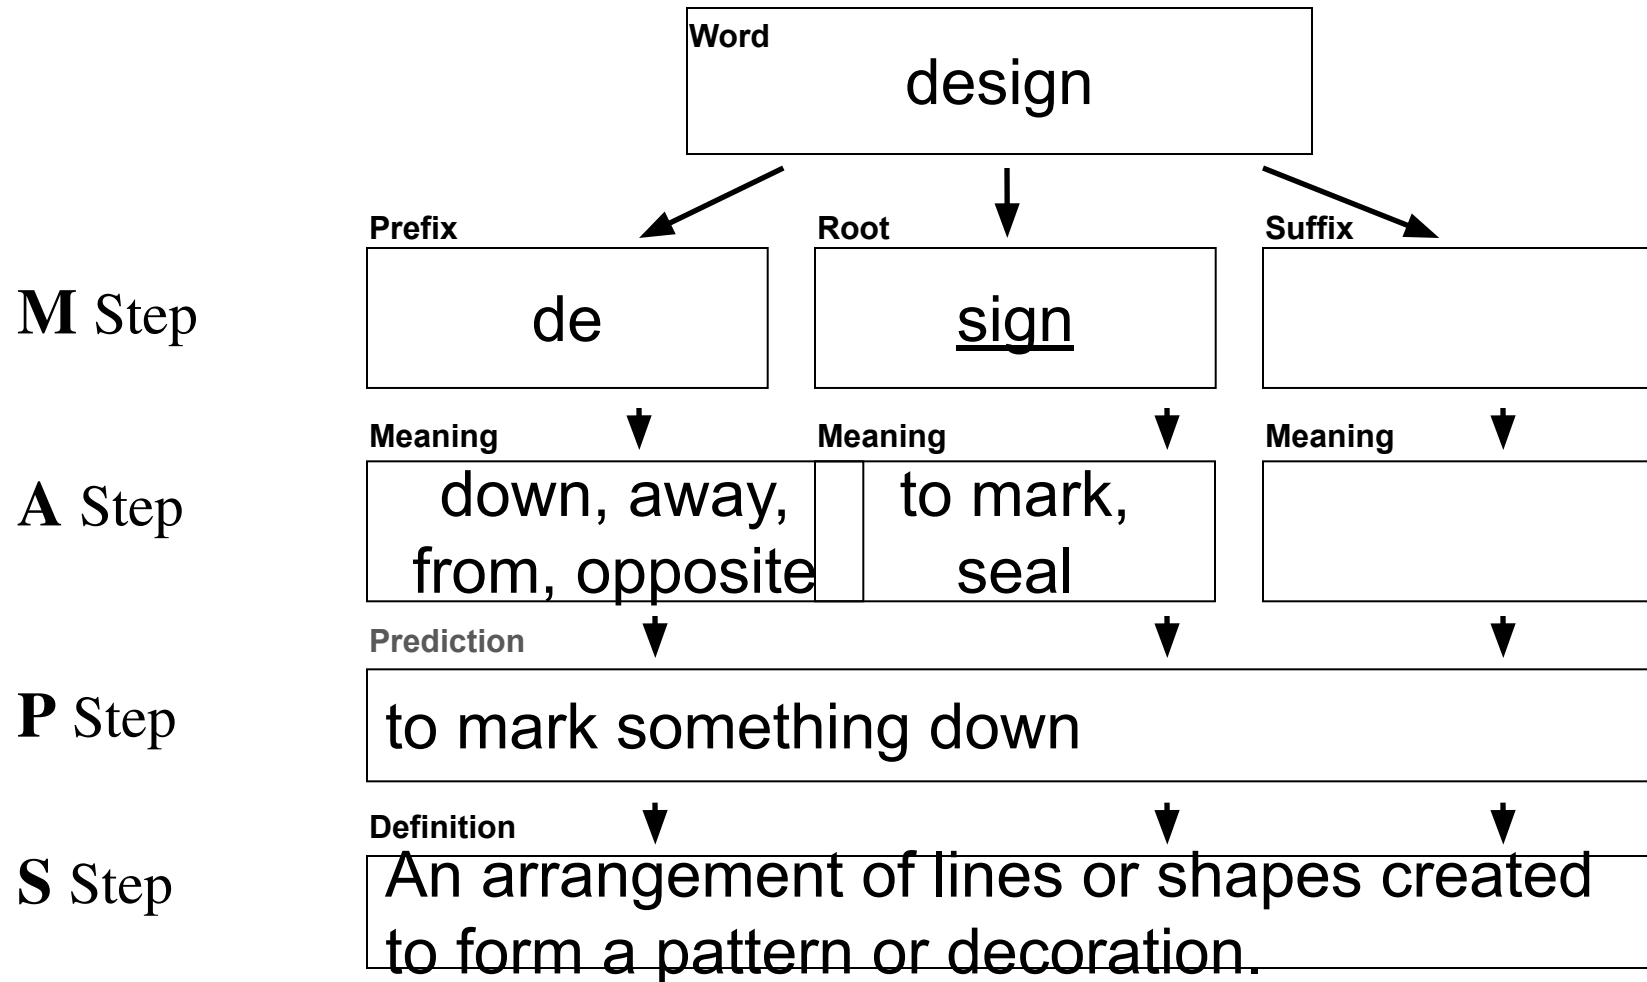 Word
design
Prefix
Root
Suffix
M Step
de
sign
Meaning
Meaning
Meaning
A Step
down, away,
from, opposite
to mark,
seal
Prediction
P Step
to mark something down
Definition
S Step
An arrangement of lines or shapes created
to form a pattern or decoration.